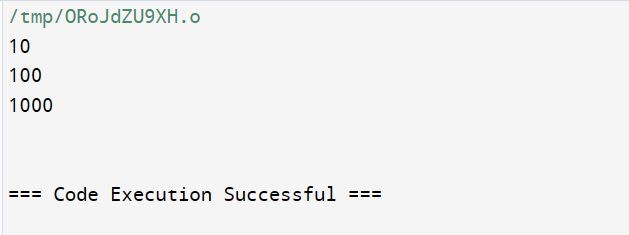 /tmp/ORoJdZU9XH.o
10
100
1000
=== Code Execution Successful ===